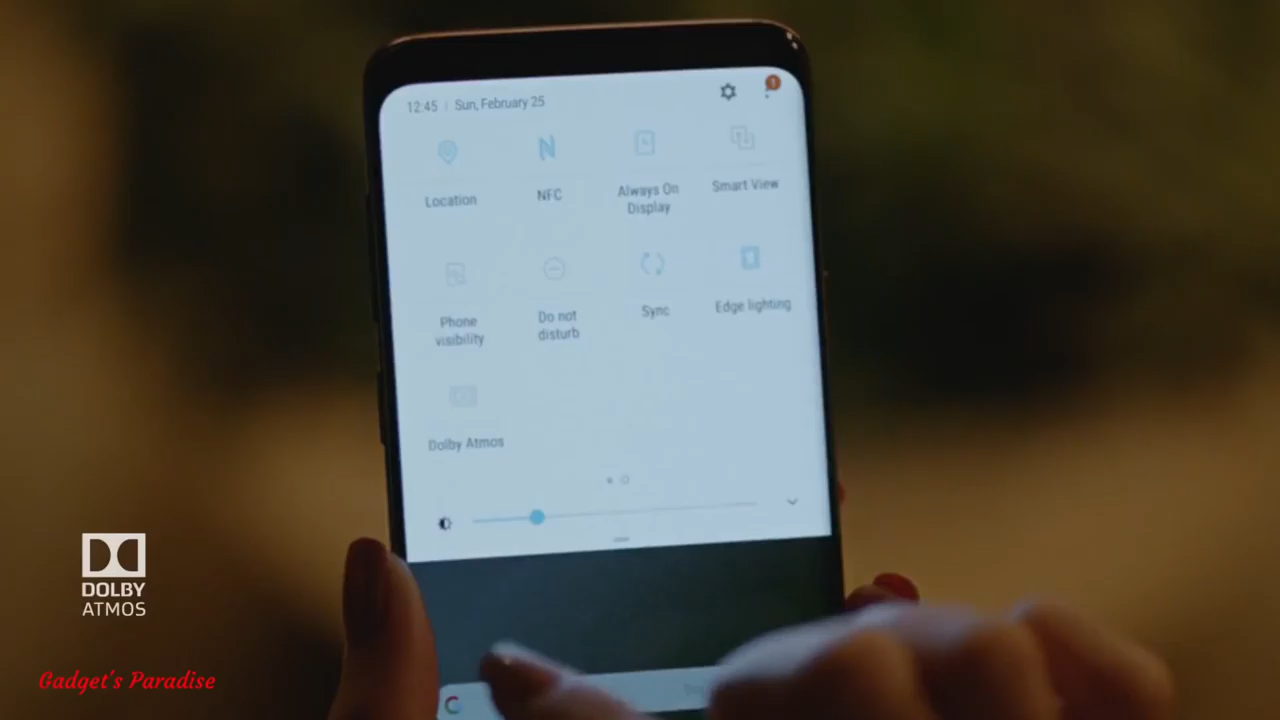 12:45 | Sun, February 25
1
Location
NFC
Always On
Display
Smart View
Phone
visibility
Do not
disturb
Sync
Edge lighting
Dolby Atmos
DOLBY
ATMOS
Gadget's Paradise